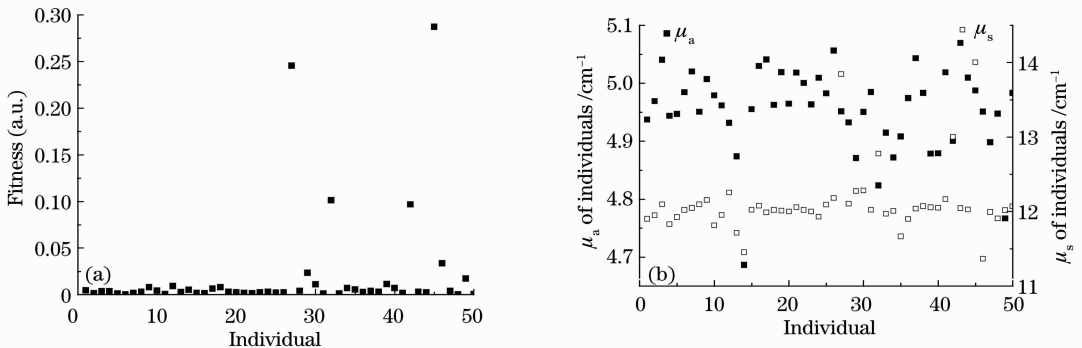 0.30
0.25
0.20
0.15
0.10
0.05
0
Fitness (a.u.)
(a)
0 10 20 30 40 50
Individual
5.1
5.0
4.9
4.8
4.7
μa of individuals /cm⁻¹
μa
μs
14
13
12
11
μs of individuals /cm⁻¹
(b)
0 10 20 30 40 50
Individual